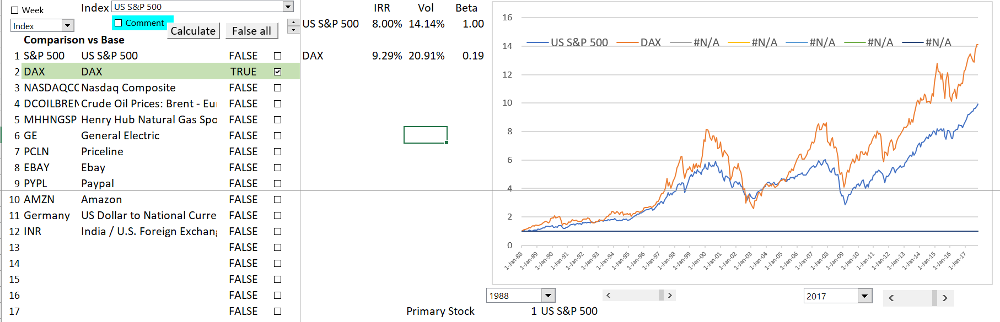 Week
Index US S&P 500
Index
Comment
Calculate
False all
Comparison vs Base
1 S&P 500 US S&P 500 FALSE
2 DAX DAX TRUE
3 NASDAQCC Nasdaq Composite FALSE
4 DCOILBREN Crude Oil Prices: Brent - Eur FALSE
5 MHHNGSP Henry Hub Natural Gas Spo FALSE
6 GE General Electric FALSE
7 PCLN Priceline FALSE
8 EBAY Ebay FALSE
9 PYPL Paypal FALSE
10 AMZN Amazon FALSE
11 Germany US Dollar to National Curre FALSE
12 INR India / U.S. Foreign Exchang FALSE
13 FALSE
14 FALSE
15 FALSE
16 FALSE
17 FALSE
IRR Vol Beta
US S&P 500 8.00% 14.14% 1.00
DAX 9.29% 20.91% 0.19
US S&P 500 DAX #N/A #N/A #N/A #N/A #N/A
16
14
12
10
8
6
4
2
0
1-Jan-88 1-Jan-89 1-Jan-90 1-Jan-91 1-Jan-92 1-Jan-93 1-Jan-94 1-Jan-95 1-Jan-96 1-Jan-97 1-Jan-98 1-Jan-99 1-Jan-00 1-Jan-01 1-Jan-02 1-Jan-03 1-Jan-04 1-Jan-05 1-Jan-06 1-Jan-07 1-Jan-08 1-Jan-09 1-Jan-10 1-Jan-11 1-Jan-12 1-Jan-13 1-Jan-14 1-Jan-15 1-Jan-16 1-Jan-17
1988
2017
Primary Stock 1 US S&P 500